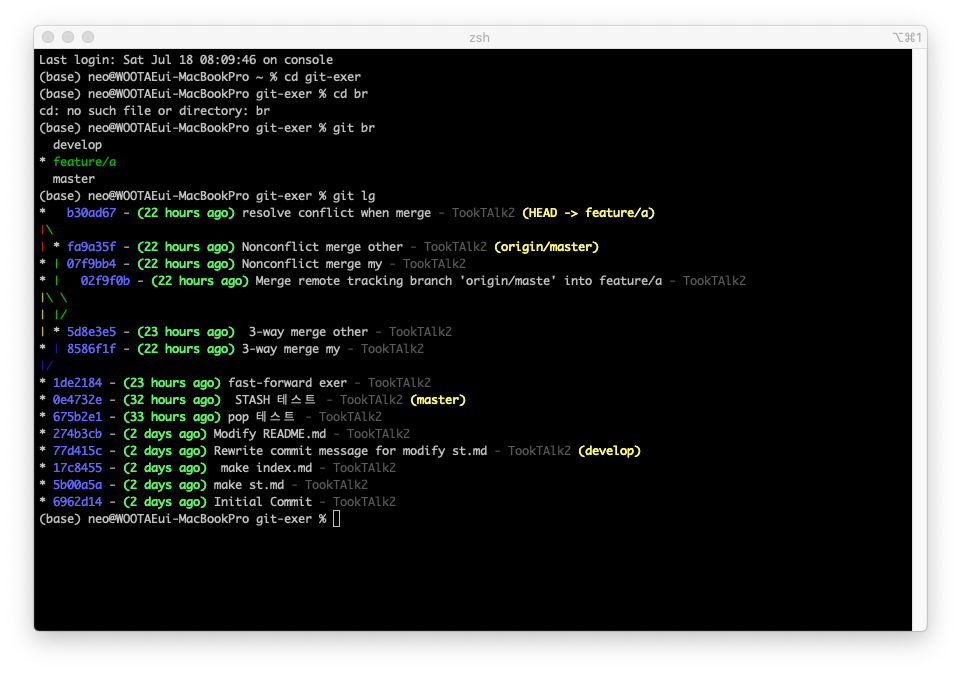 zsh
⌥⌘1
Last login: Sat Jul 18 08:09:46 on console
(base) neo@WOOTAEui-MacBookPro ~ % cd git-exer
(base) neo@WOOTAEui-MacBookPro git-exer % cd br
cd: no such file or directory: br
(base) neo@WOOTAEui-MacBookPro git-exer % git br
  develop
* feature/a
  master
(base) neo@WOOTAEui-MacBookPro git-exer % git lg
*   b30ad67 - (22 hours ago) resolve conflict when merge - TookTAlk2 (HEAD -> feature/a)
|\
| * fa9a35f - (22 hours ago) Nonconflict merge other - TookTAlk2 (origin/master)
* | 07f9bb4 - (22 hours ago) Nonconflict merge my - TookTAlk2
* |   02f9f0b - (22 hours ago) Merge remote tracking branch 'origin/maste' into feature/a - TookTAlk2
|\ \
| |/
| * 5d8e3e5 - (23 hours ago)  3-way merge other - TookTAlk2
* | 8586f1f - (22 hours ago) 3-way merge my - TookTAlk2
|/
* 1de2184 - (23 hours ago) fast-forward exer - TookTAlk2
* 0e4732e - (32 hours ago)  STASH 테스트 - TookTAlk2 (master)
* 675b2e1 - (33 hours ago) pop 테스트 - TookTAlk2
* 274b3cb - (2 days ago) Modify README.md - TookTAlk2
* 77d415c - (2 days ago) Rewrite commit message for modify st.md - TookTAlk2 (develop)
* 17c8455 - (2 days ago)  make index.md - TookTAlk2
* 5b00a5a - (2 days ago) make st.md - TookTAlk2
* 6962d14 - (2 days ago) Initial Commit - TookTAlk2
(base) neo@WOOTAEui-MacBookPro git-exer %